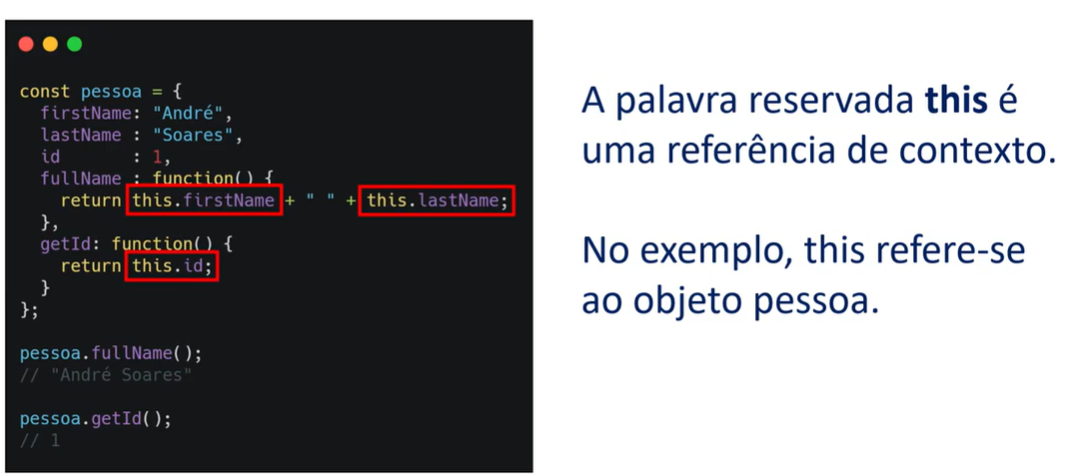 const pessoa = {
  firstName: "André",
  lastName : "Soares",
  id       : 1,
  fullName : function() {
    return this.firstName + " " + this.lastName;
  },
  getId: function() {
    return this.id;
  }
};

pessoa.fullName();
// "André Soares"

pessoa.getId();
// 1
A palavra reservada this é
uma referência de contexto.
No exemplo, this refere-se
ao objeto pessoa.